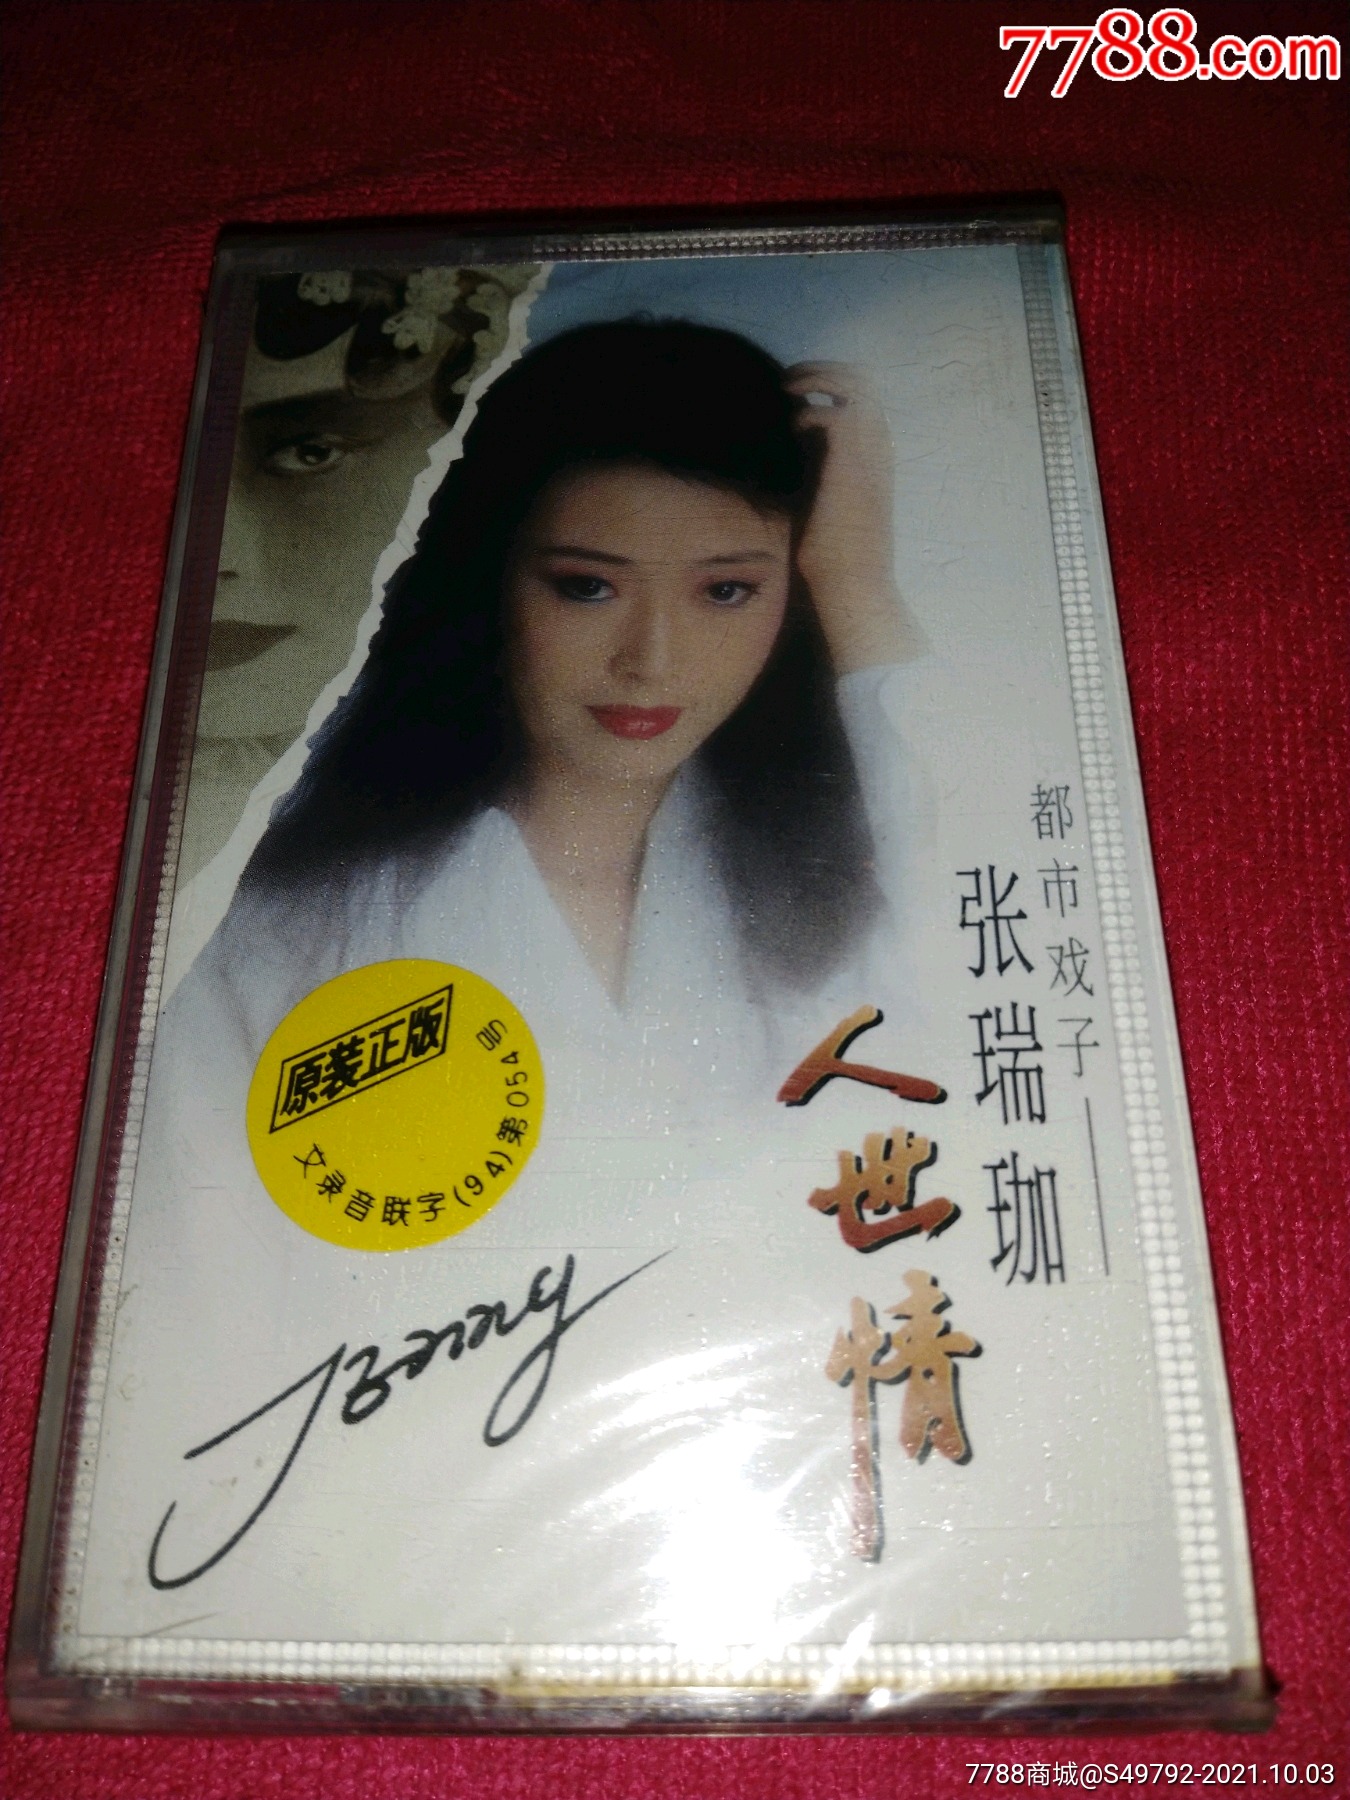 7788.com
都市戏子——
张瑞珈
人世情
原装正版
文录音联字(94)第054号
Jenny
7788商城@S49792-2021.10.03